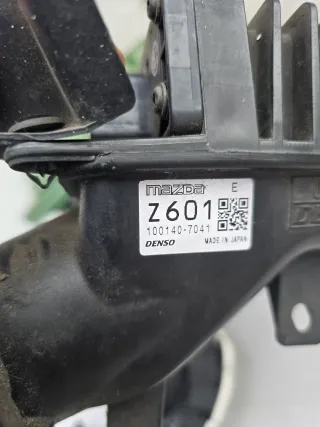 mazda E
Z601
100140-7041
DENSO MADE IN JAPAN